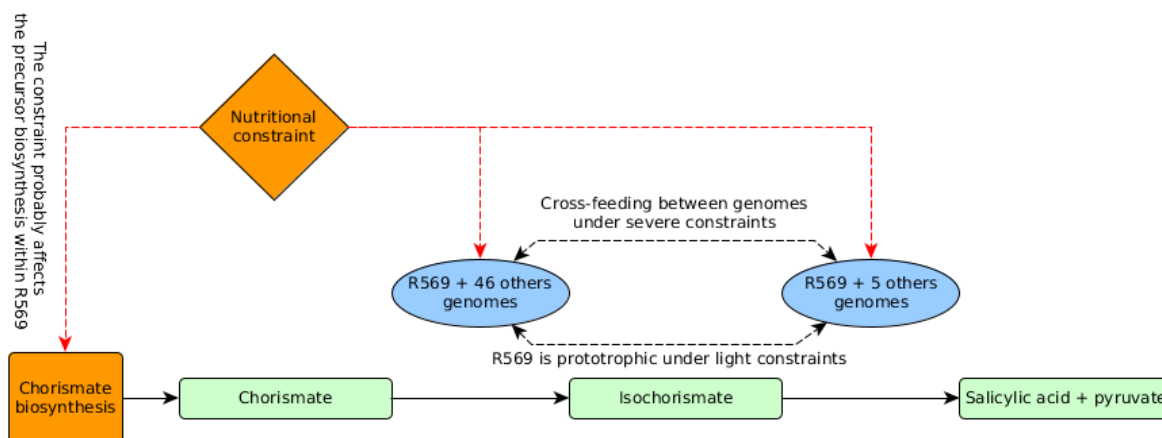 The constraint probably affects
the precursor biosynthesis within R569
Nutritional
constraint
Cross-feeding between genomes
under severe constraints
R569 + 46 others
genomes
R569 + 5 others
genomes
R569 is prototrophic under light constraints
Chorismate
biosynthesis
Chorismate
Isochorismate
Salicylic acid + pyruvate